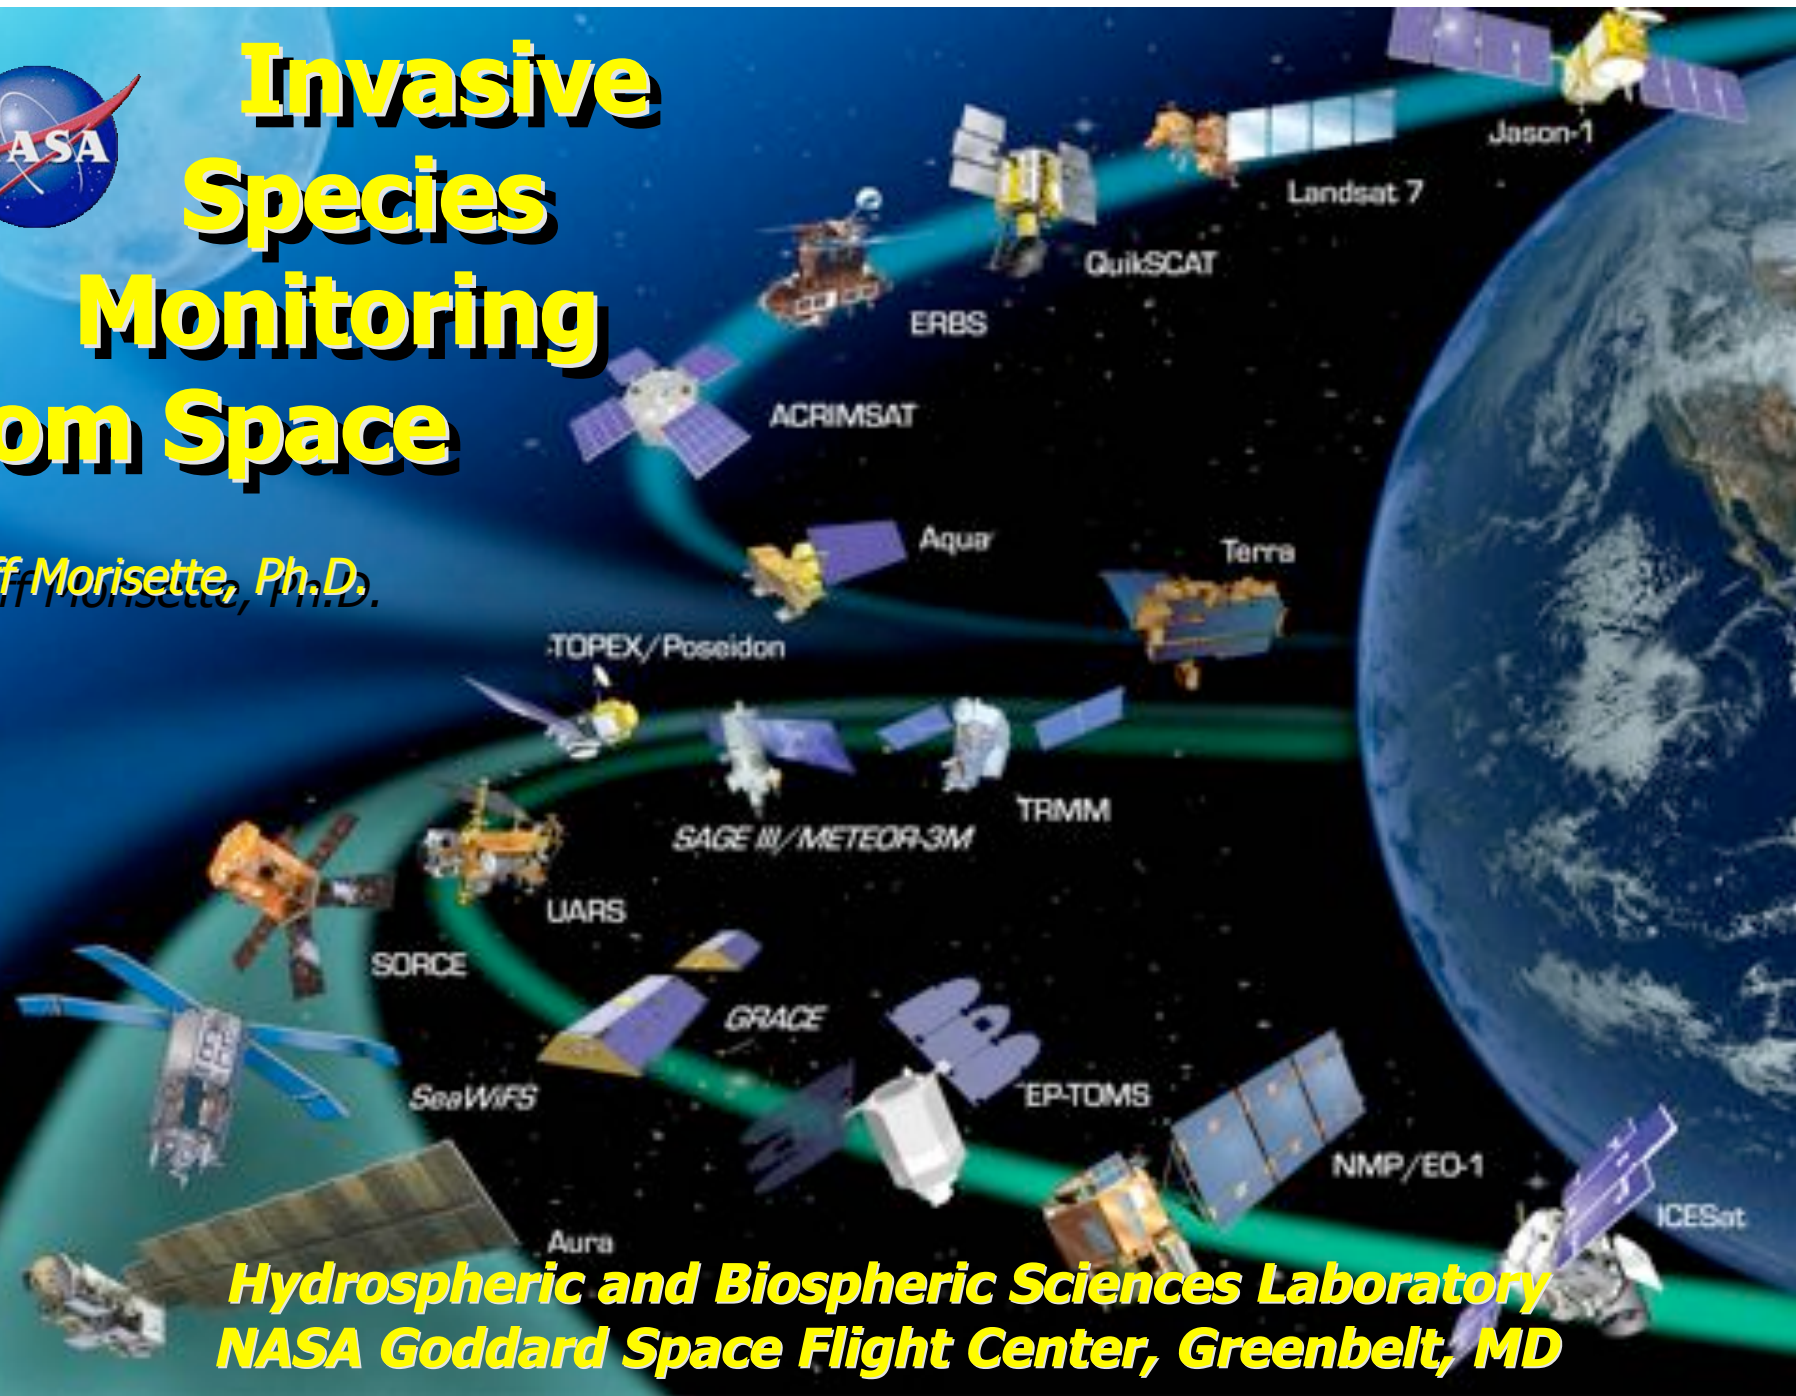 Invasive
Species
Monitoring
om Space
ASA
ff Morisette, Ph.D.
Jason-1
Landsat 7
QuikSCAT
ERBS
ACRIMSAT
Aqua
Terra
TOPEX/Poseidon
TRMM
SAGE III/METEOR-3M
UARS
SORCE
GRACE
SeaWiFS
EP-TOMS
NMP/EO-1
ICESat
Aura
Hydrospheric and Biospheric Sciences Laboratory
NASA Goddard Space Flight Center, Greenbelt, MD